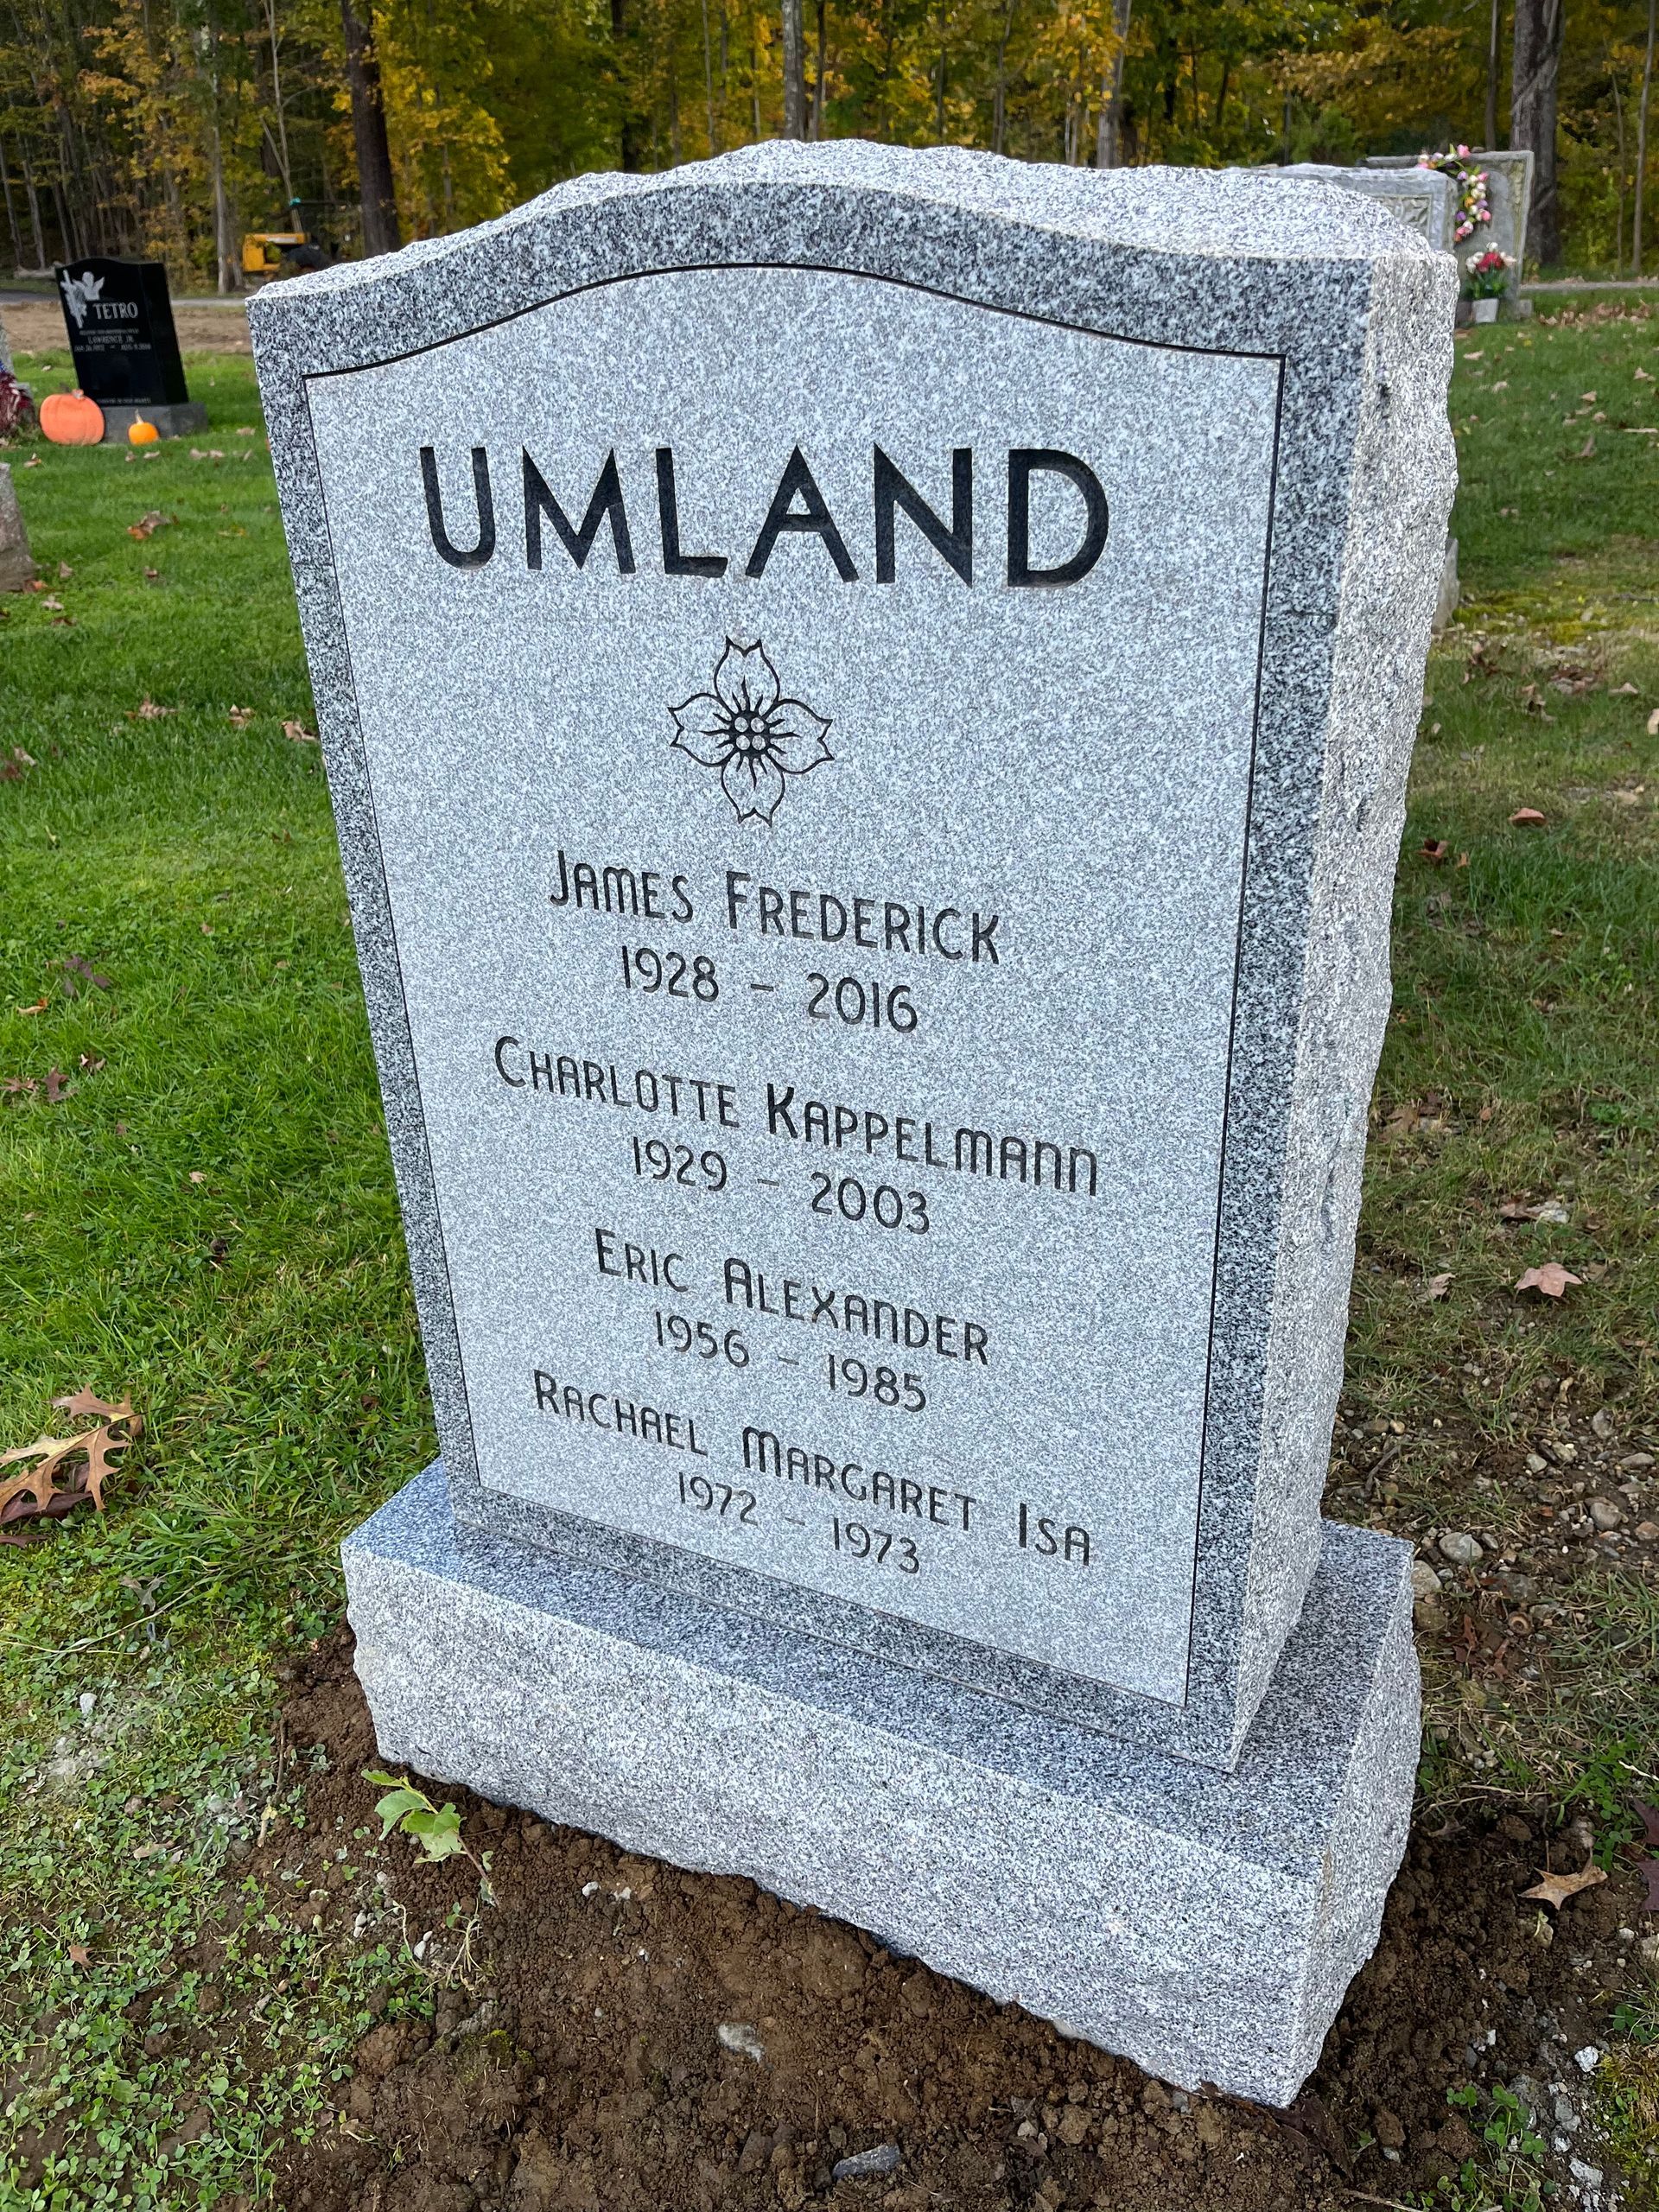 UMLAND
JAMES FREDERICK
1928 – 2016
CHARLOTTE KAPPELMANN
1929 – 2003
ERIC ALEXANDER
1956 – 1985
RACHAEL MARGARET ISA
1972 – 1973
TETRO
LAWRENCE JR.